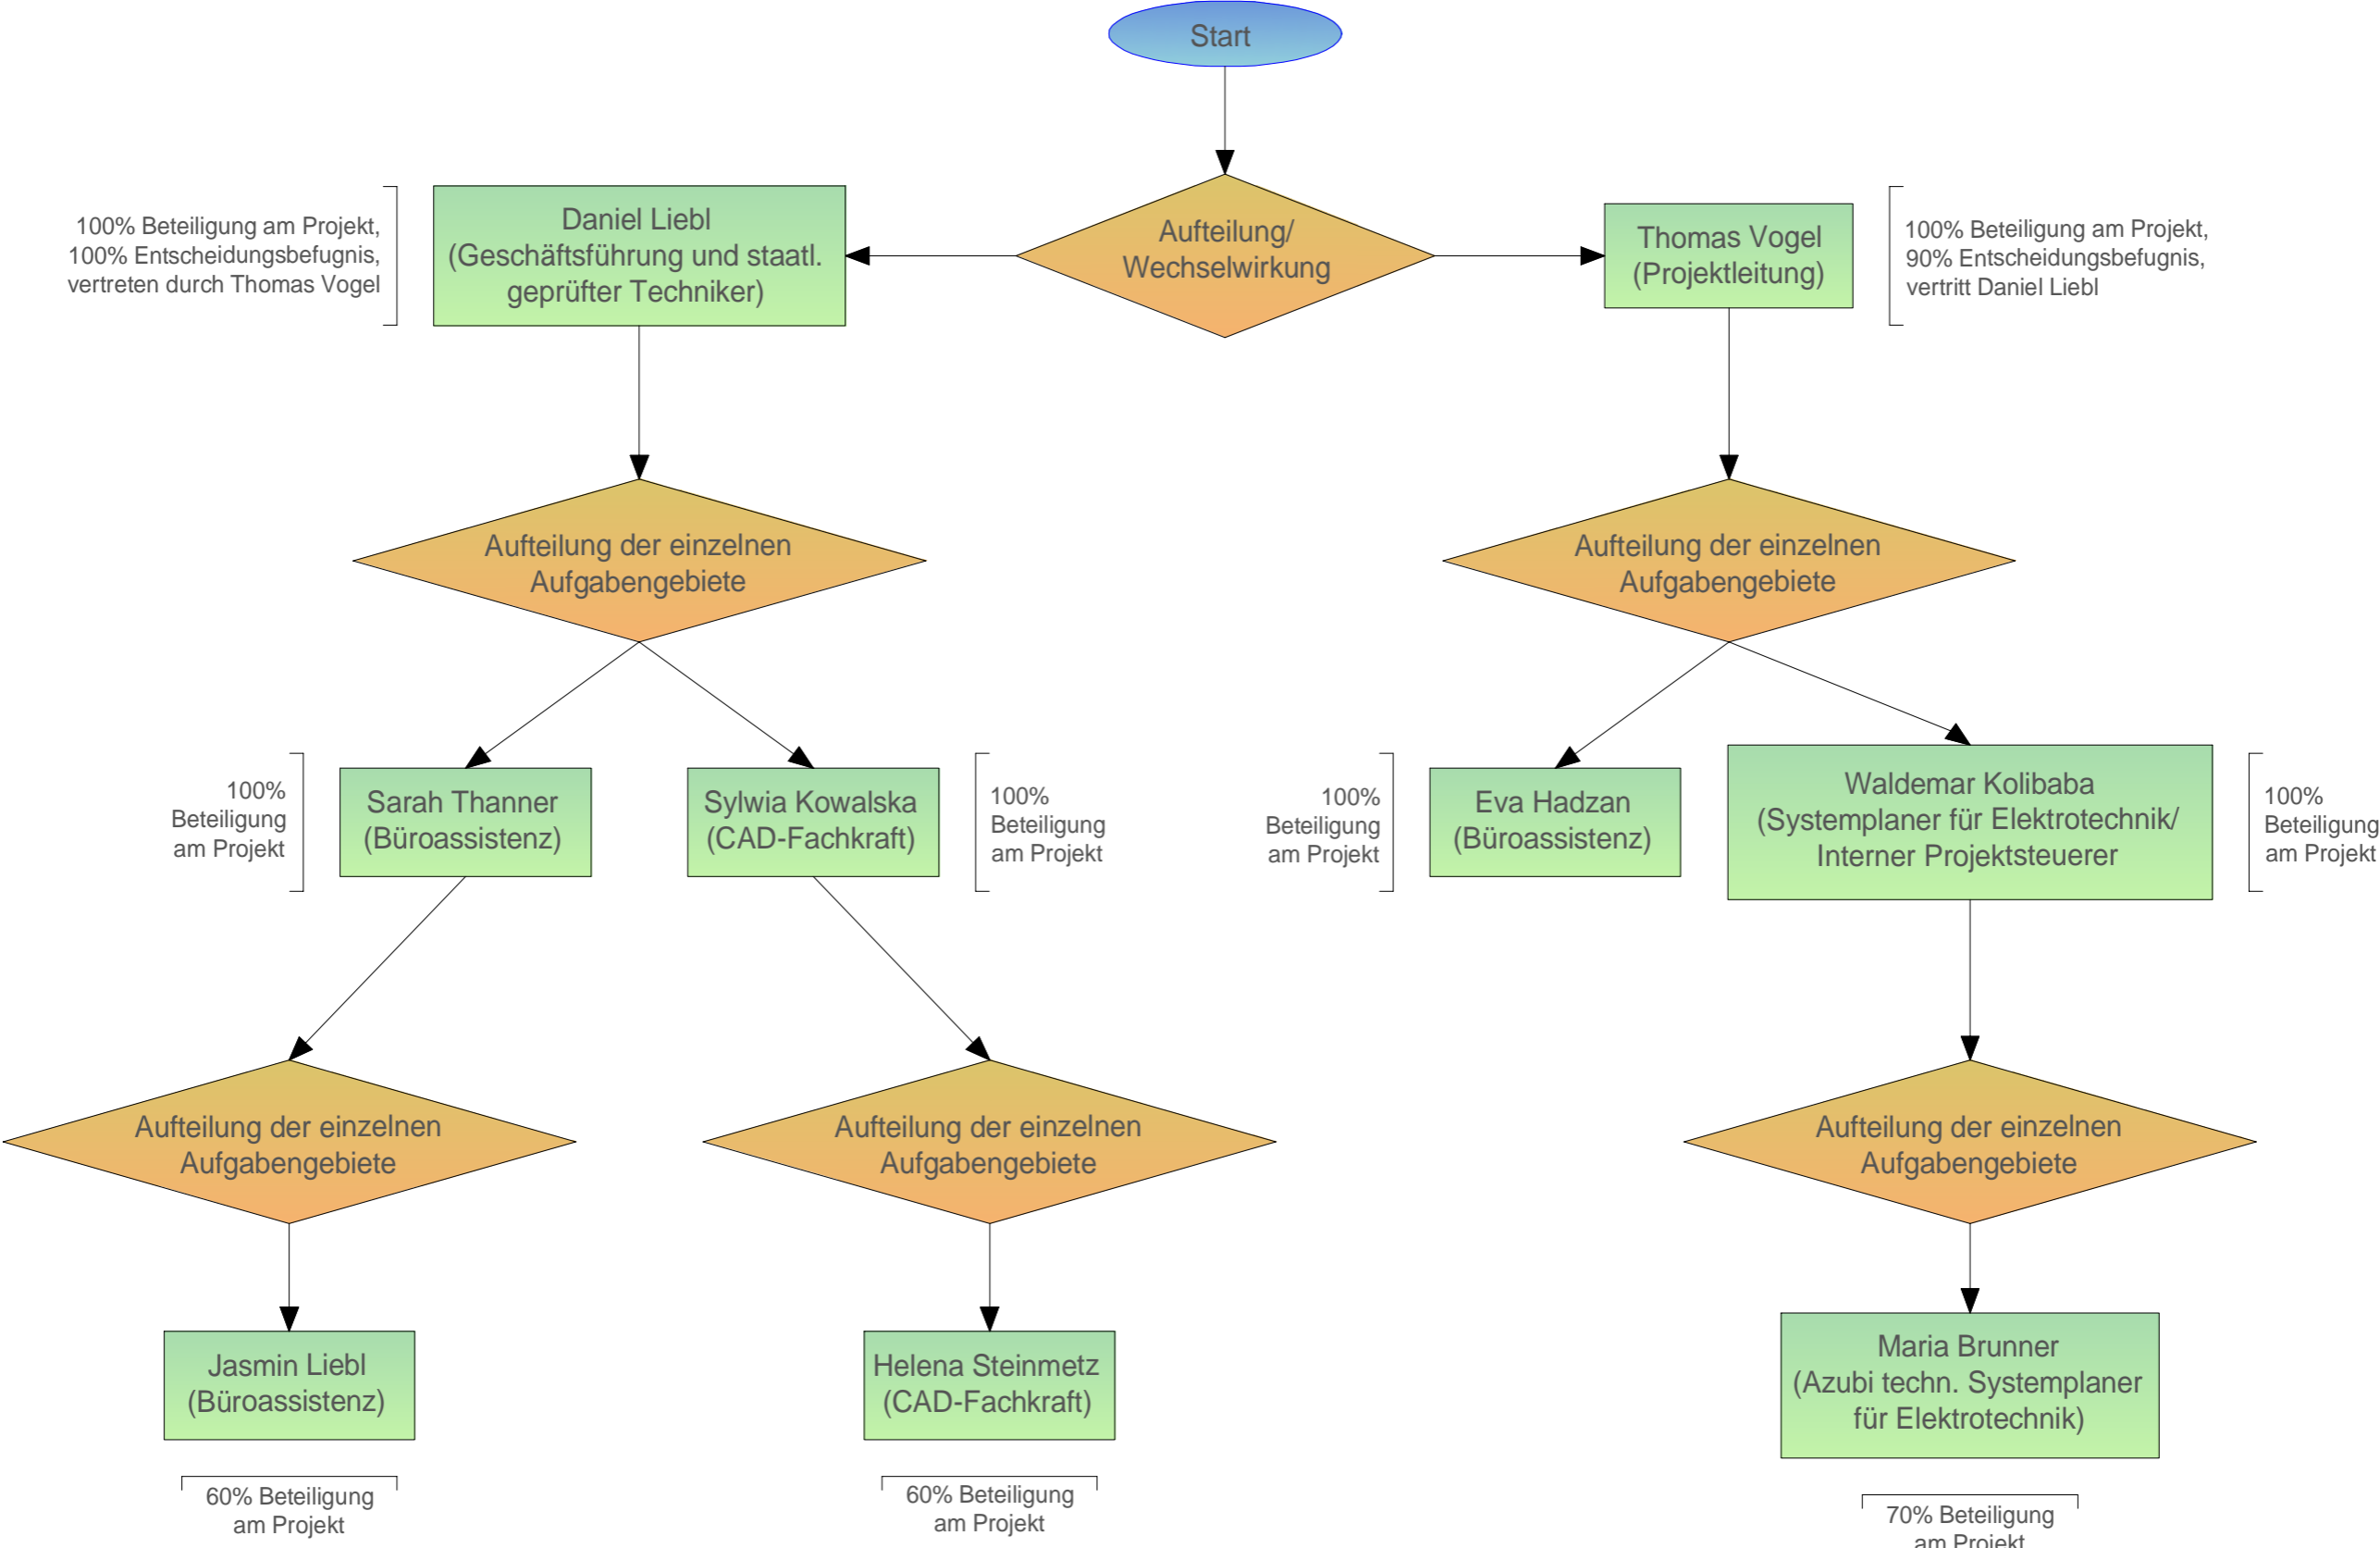 Start
100% Beteiligung am Projekt,
100% Entscheidungsbefugnis,
vertreten durch Thomas Vogel
Daniel Liebl
(Geschäftsführung und staatl.
geprüfter Techniker)
Aufteilung/
Wechselwirkung
Thomas Vogel
(Projektleitung)
100% Beteiligung am Projekt,
90% Entscheidungsbefugnis,
vertritt Daniel Liebl
Aufteilung der einzelnen
Aufgabengebiete
Aufteilung der einzelnen
Aufgabengebiete
100%
Beteiligung
am Projekt
Sarah Thanner
(Büroassistenz)
Sylwia Kowalska
(CAD-Fachkraft)
100%
Beteiligung
am Projekt
100%
Beteiligung
am Projekt
Eva Hadzan
(Büroassistenz)
Waldemar Kolibaba
(Systemplaner für Elektrotechnik/
Interner Projektsteuerer
100%
Beteiligung
am Projekt
Aufteilung der einzelnen
Aufgabengebiete
Aufteilung der einzelnen
Aufgabengebiete
Aufteilung der einzelnen
Aufgabengebiete
Jasmin Liebl
(Büroassistenz)
Helena Steinmetz
(CAD-Fachkraft)
Maria Brunner
(Azubi techn. Systemplaner
für Elektrotechnik)
60% Beteiligung
am Projekt
60% Beteiligung
am Projekt
70% Beteiligung
am Projekt